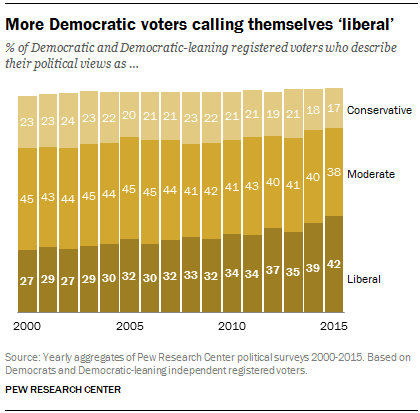 More Democratic voters calling themselves ‘liberal’
% of Democratic and Democratic-leaning registered voters who describe
their political views as ...
23 23 24 23 22 20 21 21 23 22 21 21 19 21 18 17 Conservative
45 43 44 45 44 45 45 44 41 42 41 43 40 41 40 38 Moderate
27 29 27 29 30 32 30 32 33 32 34 34 37 35 39 42 Liberal
2000 2005 2010 2015
Source: Yearly aggregates of Pew Research Center political surveys 2000-2015. Based on
Democrats and Democratic-leaning independent registered voters.
PEW RESEARCH CENTER